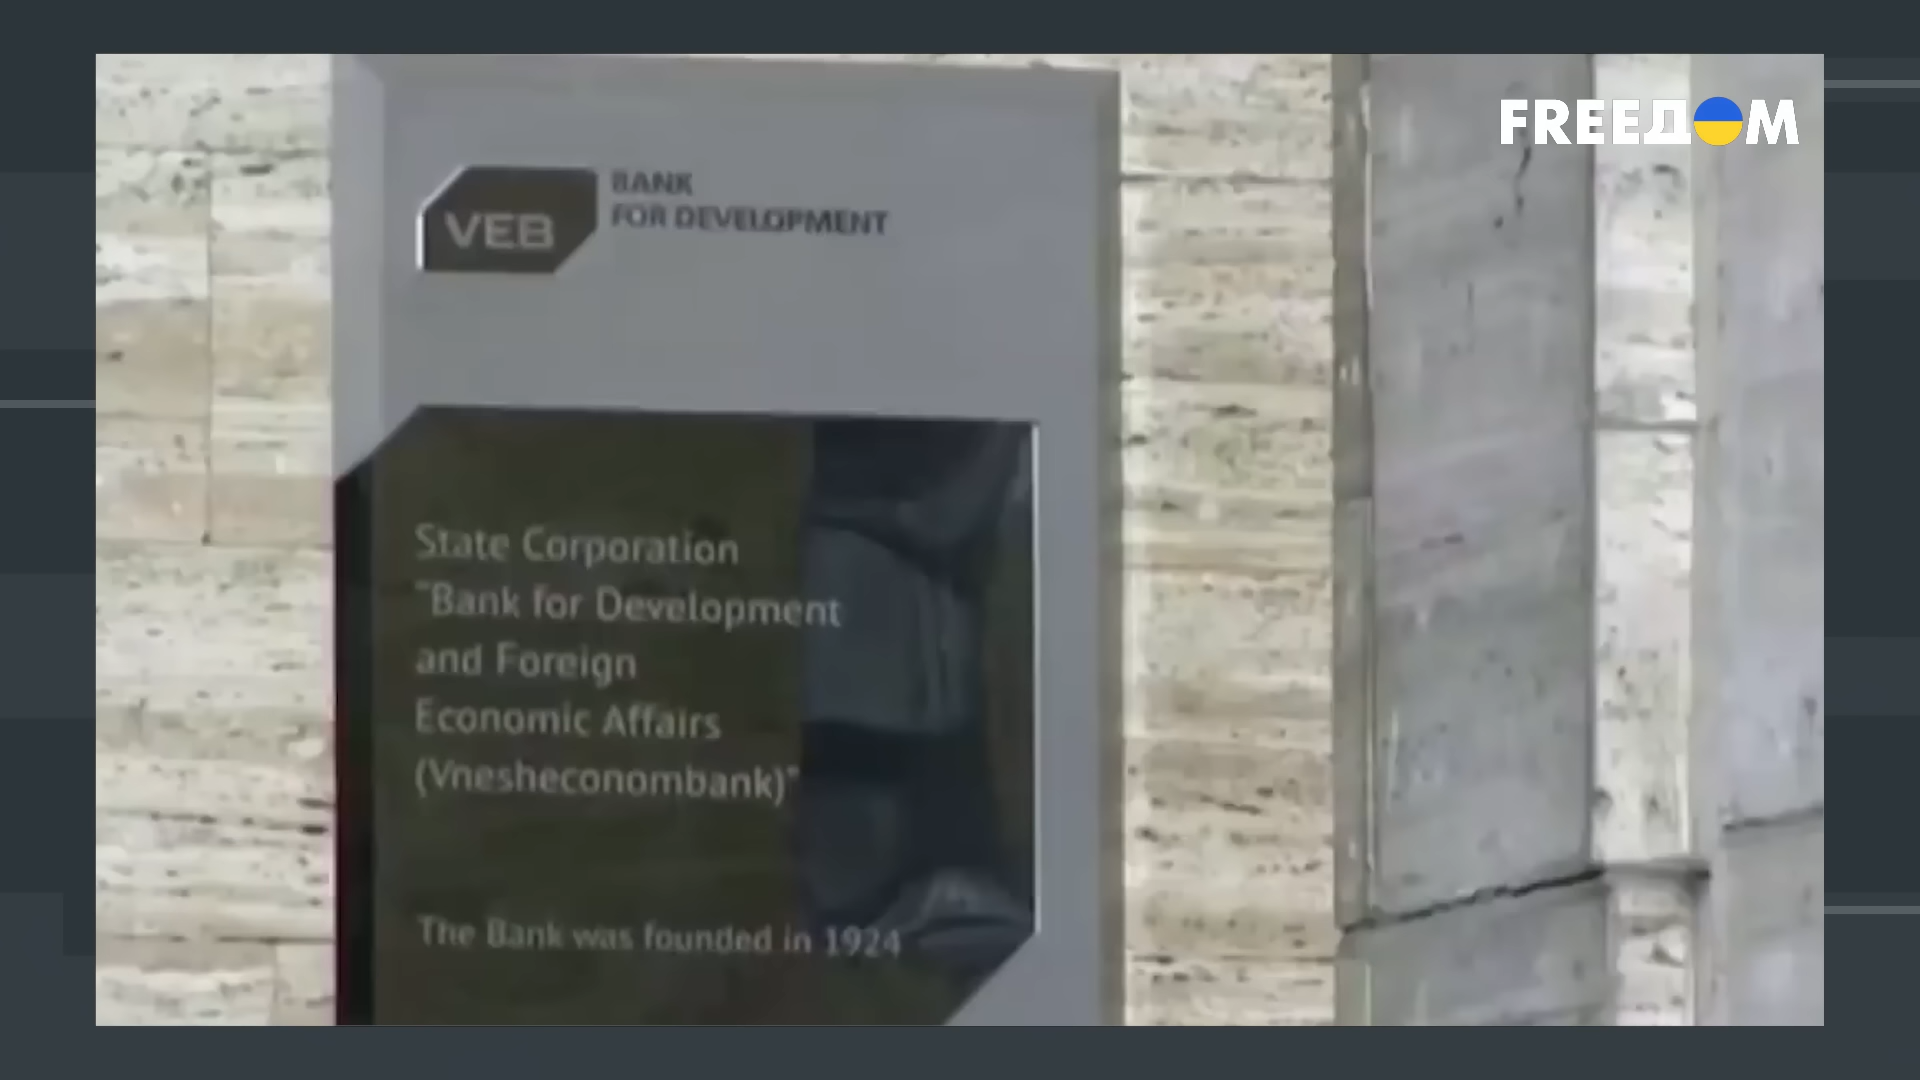 FREEДOM
VEB
BANK
FOR DEVELOPMENT
State Corporation
"Bank for Development
and Foreign
Economic Affairs
(Vnesheconombank)"
The Bank was founded in 1924